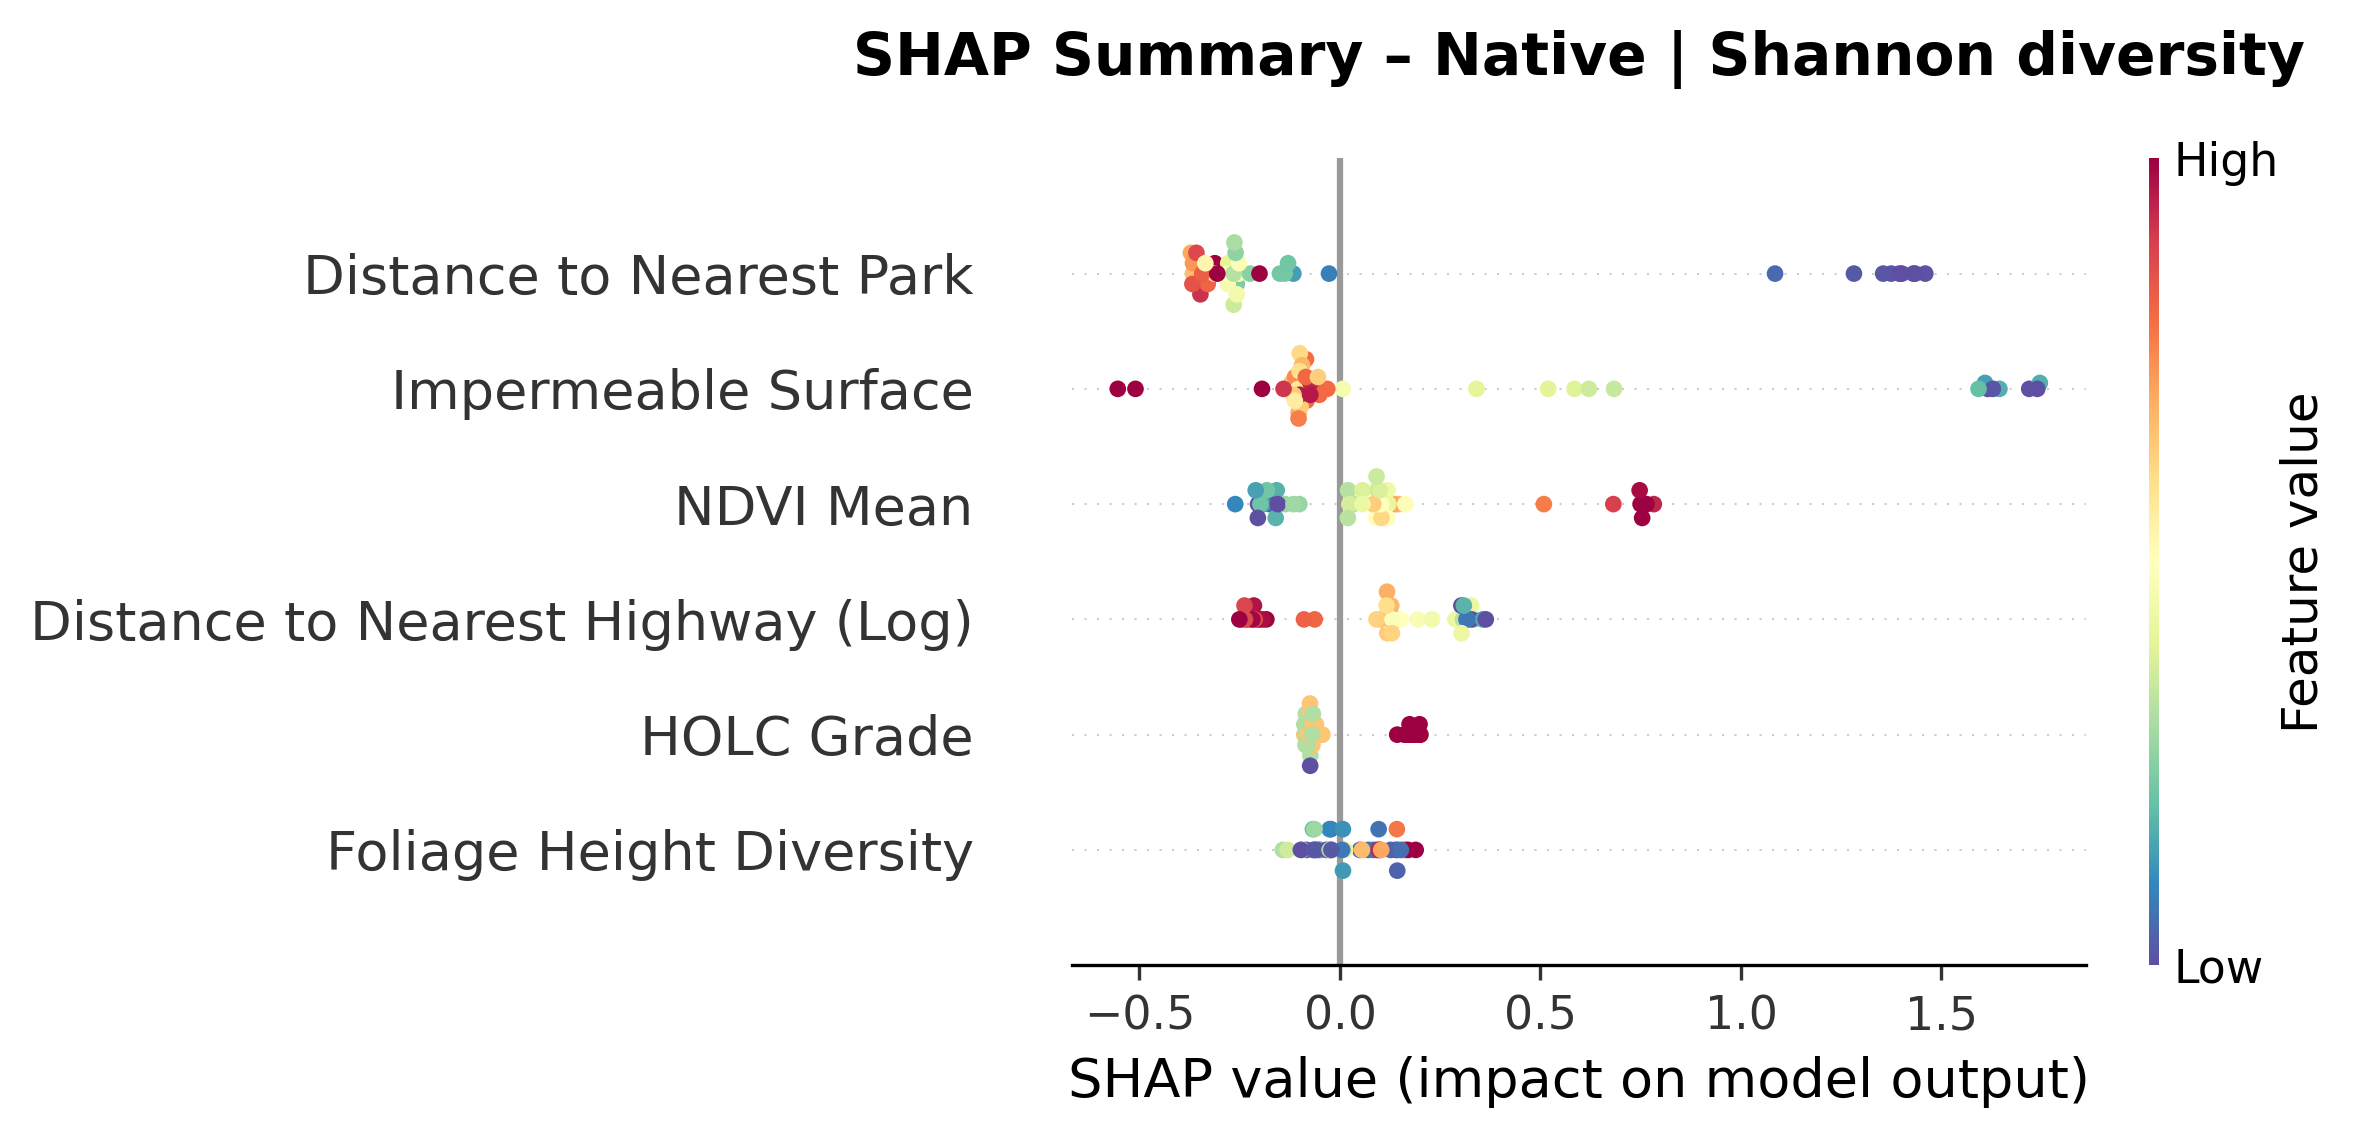 SHAP Summary – Native | Shannon diversity
High
Distance to Nearest Park
Impermeable Surface
NDVI Mean
Distance to Nearest Highway (Log)
HOLC Grade
Foliage Height Diversity
Feature value
Low
−0.5 0.0 0.5 1.0 1.5
SHAP value (impact on model output)